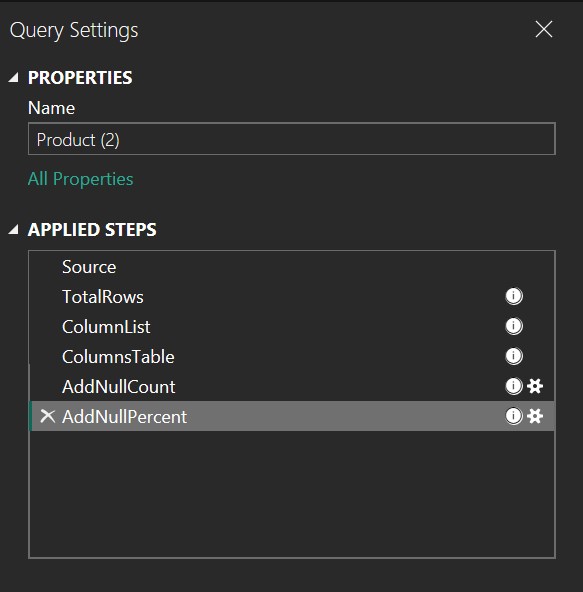 Query Settings
PROPERTIES
Name
Product (2)
All Properties
APPLIED STEPS
Source
TotalRows
ColumnList
ColumnsTable
AddNullCount
AddNullPercent